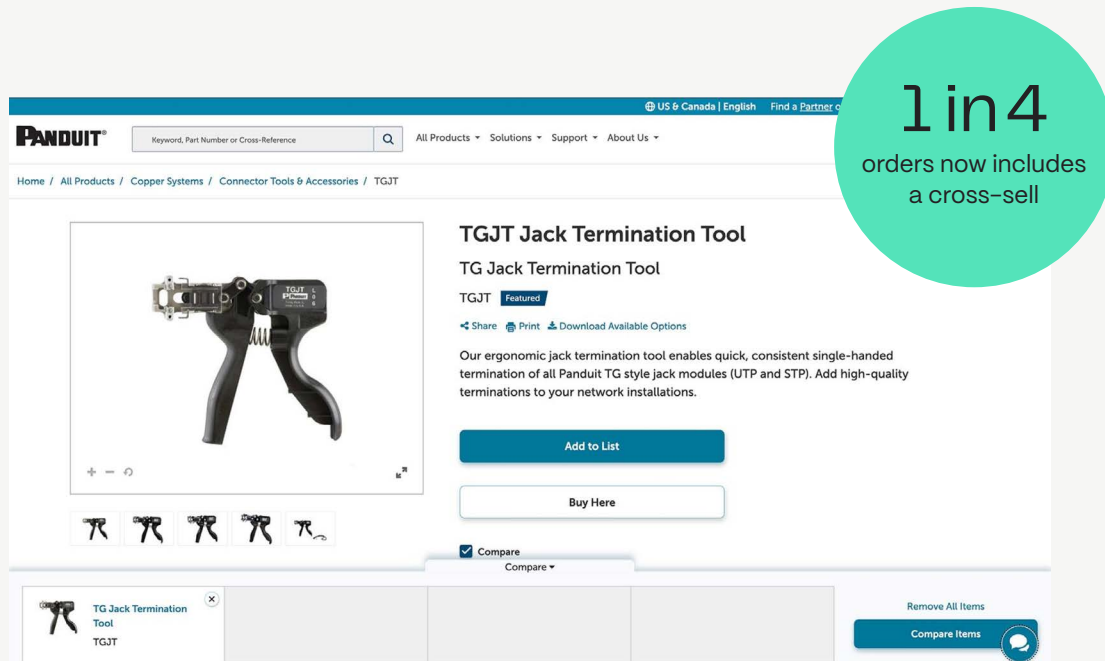 1 in 4
orders now includes
a cross-sell
US & Canada | English Find a Partner
PANDUIT®
Keyword, Part Number or Cross-Reference
All Products Solutions Support About Us
Home / All Products / Copper Systems / Connector Tools & Accessories / TGJT
TGJT Jack Termination Tool
TG Jack Termination Tool
TGJT Featured
Share Print Download Available Options
Our ergonomic jack termination tool enables quick, consistent single-handed
termination of all Panduit TG style jack modules (UTP and STP). Add high-quality
terminations to your network installations.
TGJT
Add to List
Buy Here
Compare
Compare
TG Jack Termination
Tool
TGJT
Remove All Items
Compare Items